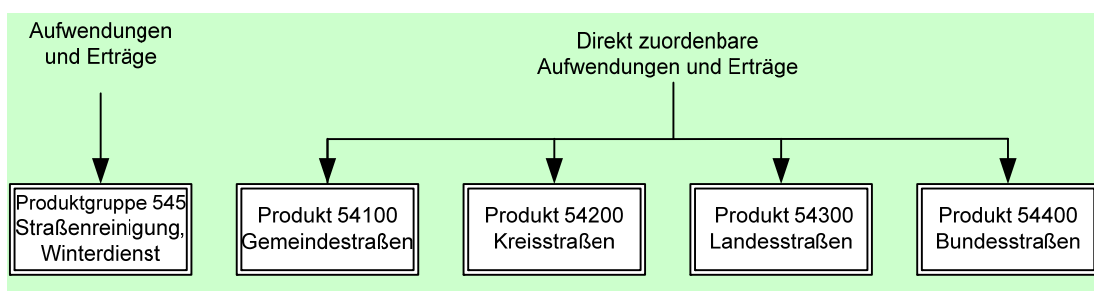 Aufwendungen
und Erträge
Direkt zuordenbare
Aufwendungen und Erträge
Produktgruppe 545
Straßenreinigung,
Winterdienst
Produkt 54100
Gemeindestraßen
Produkt 54200
Kreisstraßen
Produkt 54300
Landesstraßen
Produkt 54400
Bundesstraßen